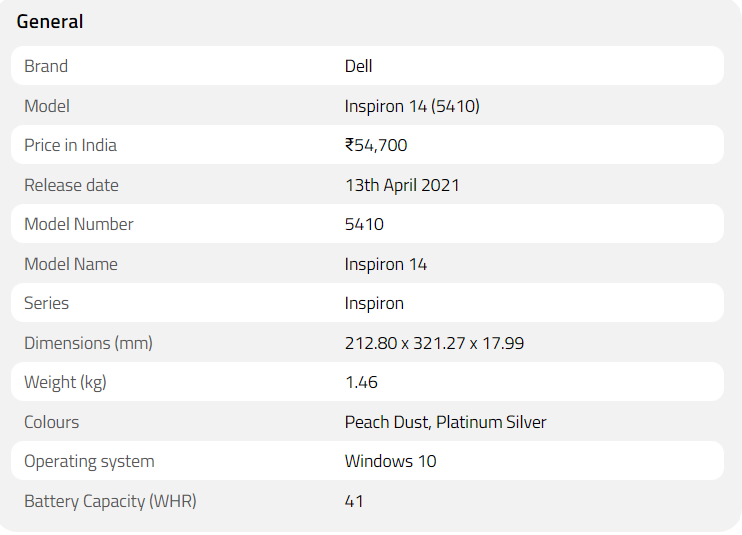 General
Brand Dell
Model Inspiron 14 (5410)
Price in India ₹54,700
Release date 13th April 2021
Model Number 5410
Model Name Inspiron 14
Series Inspiron
Dimensions (mm) 212.80 x 321.27 x 17.99
Weight (kg) 1.46
Colours Peach Dust, Platinum Silver
Operating system Windows 10
Battery Capacity (WHR) 41